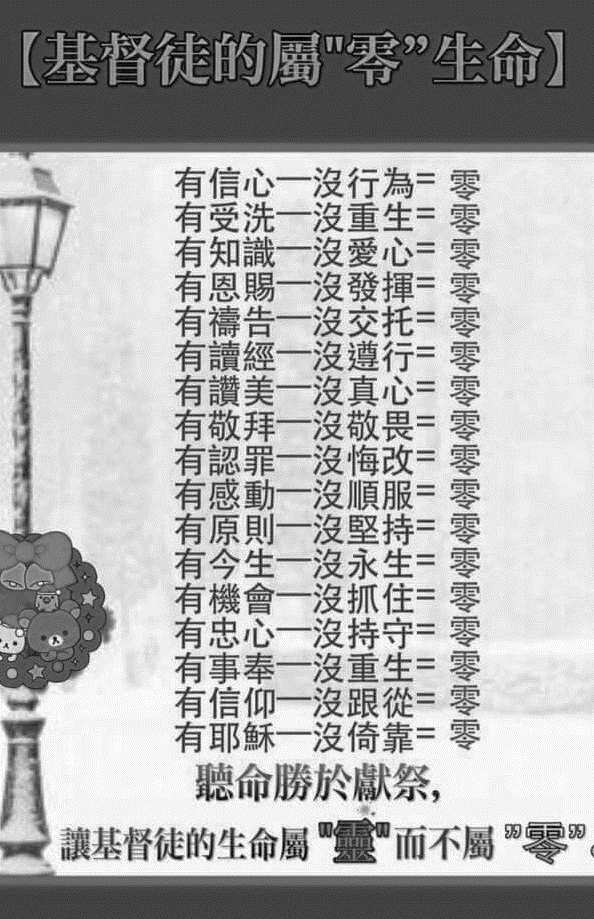 【基督徒的屬"零”生命】
有信心一沒行為= 零
有受洗一沒重生= 零
有知識一沒愛心= 零
有恩賜一沒發揮= 零
有禱告一沒交托= 零
有讀經一沒遵行= 零
有讚美一沒真心= 零
有敬拜一沒敬畏= 零
有認罪一沒悔改= 零
有感動一沒順服= 零
有原則一沒堅持= 零
有今生一沒永生= 零
有機會一沒抓住= 零
有忠心一沒持守= 零
有事奉一沒重生= 零
有信仰一沒跟從= 零
有耶穌一沒倚靠= 零
聽命勝於獻祭,
讓基督徒的生命屬"靈"而不屬”零”。